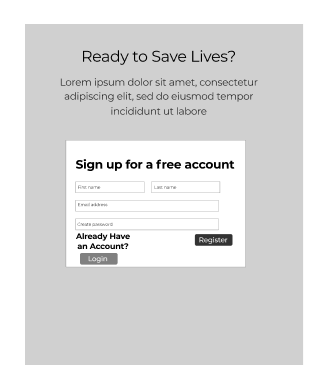 Ready to Save Lives?
Lorem ipsum dolor sit amet, consectetur
adipiscing elit, sed do eiusmod tempor
incididunt ut labore
Sign up for a free account
First name
Last name
Email address
Create password
Already Have
an Account?
Register
Login